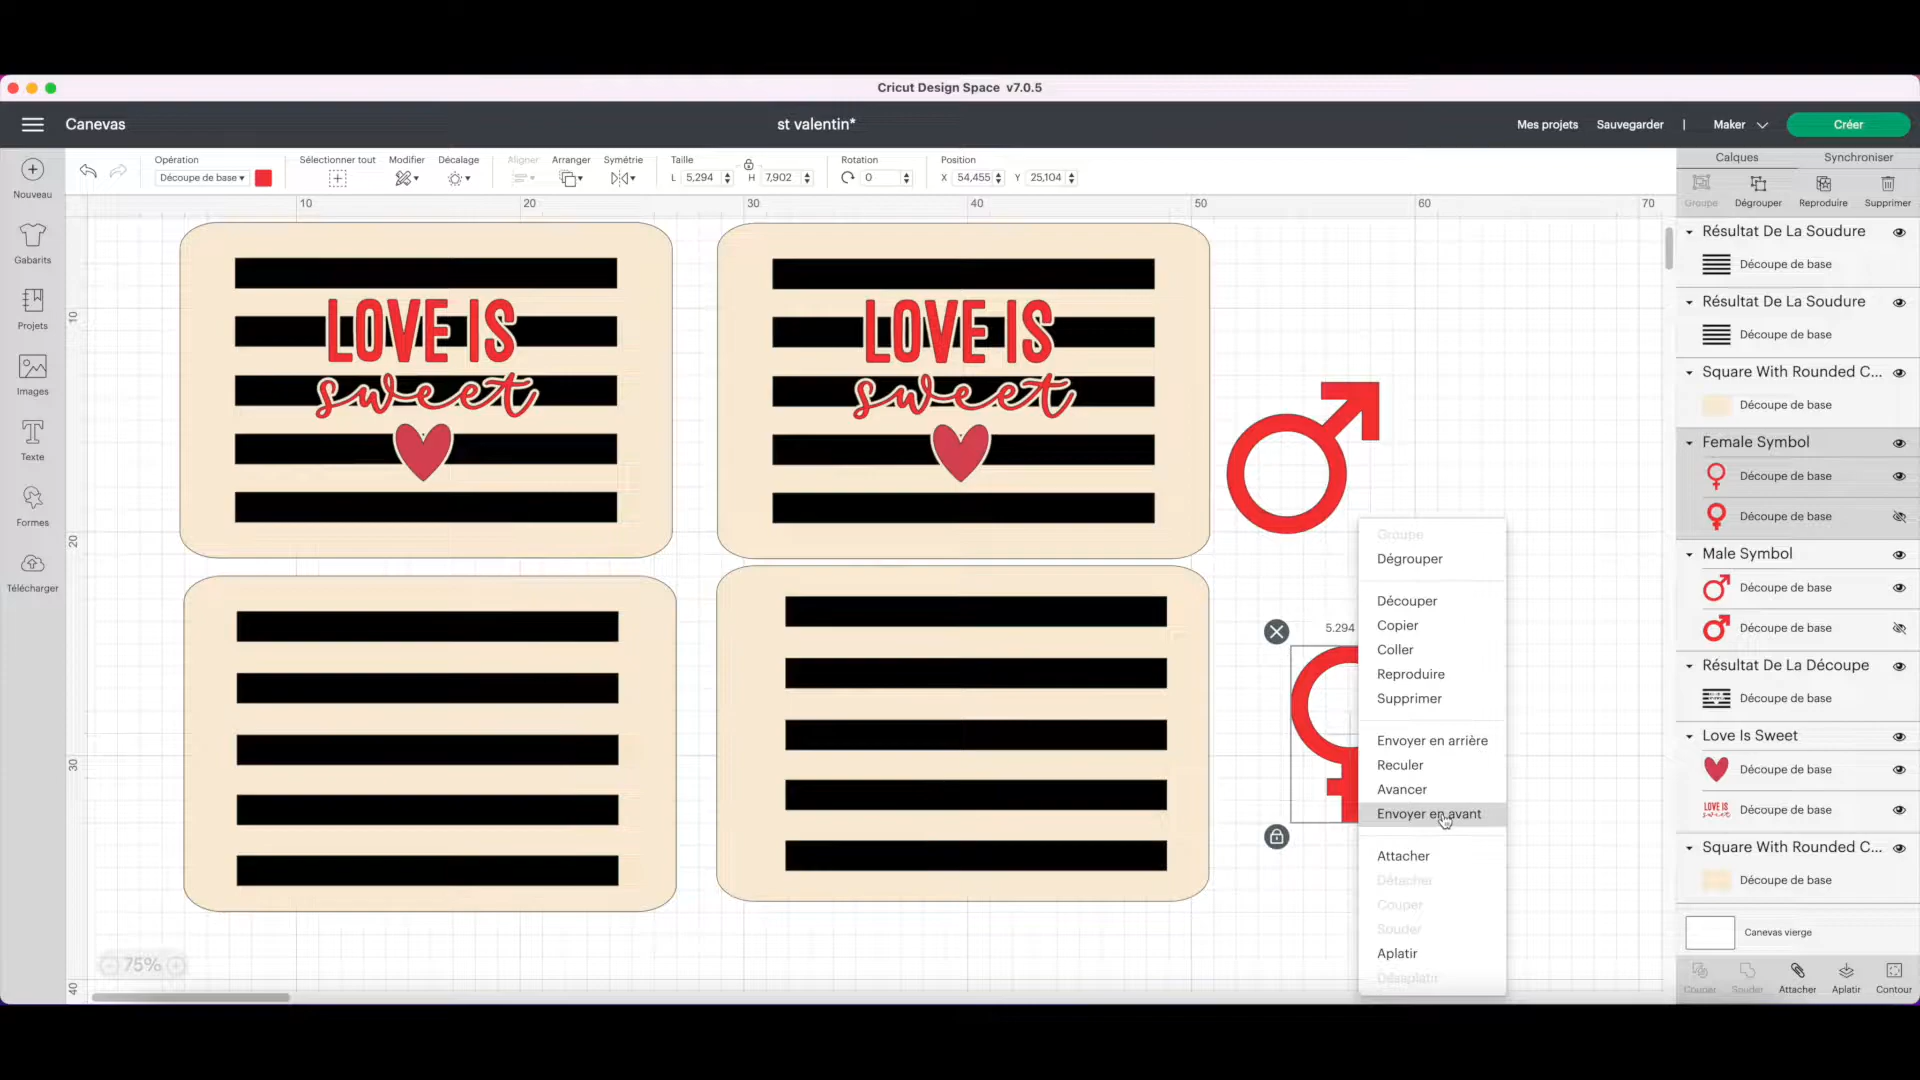 Cricut Design Space v7.0.5
Canevas
st valentin*
Mes projets
Sauvegarder
|
Maker
Créer
Nouveau
Gabarits
Projets
Images
Texte
Formes
Télécharger
Opération
Découpe de base
Sélectionner tout
Modifier
Décalage
Aligner
Arranger
Symétrie
Taille
L 5,294
H 7,902
Rotation
0
Position
X 54,455
Y 25,104
10
20
30
40
50
60
70
10
20
30
40
LOVE IS
sweet
LOVE IS
sweet
5.294
75%
Groupe
Dégrouper
Découper
Copier
Coller
Reproduire
Supprimer
Envoyer en arrière
Reculer
Avancer
Envoyer en avant
Attacher
Détacher
Couper
Souder
Aplatir
Désaplatir
Calques
Synchroniser
Groupe
Dégrouper
Reproduire
Supprimer
Résultat De La Soudure
Découpe de base
Résultat De La Soudure
Découpe de base
Square With Rounded C...
Découpe de base
Female Symbol
Découpe de base
Découpe de base
Male Symbol
Découpe de base
Découpe de base
Résultat De La Découpe
Découpe de base
Love Is Sweet
Découpe de base
LOVE IS
sweet
Découpe de base
Square With Rounded C...
Découpe de base
Canevas vierge
Couper
Souder
Attacher
Aplatir
Contour